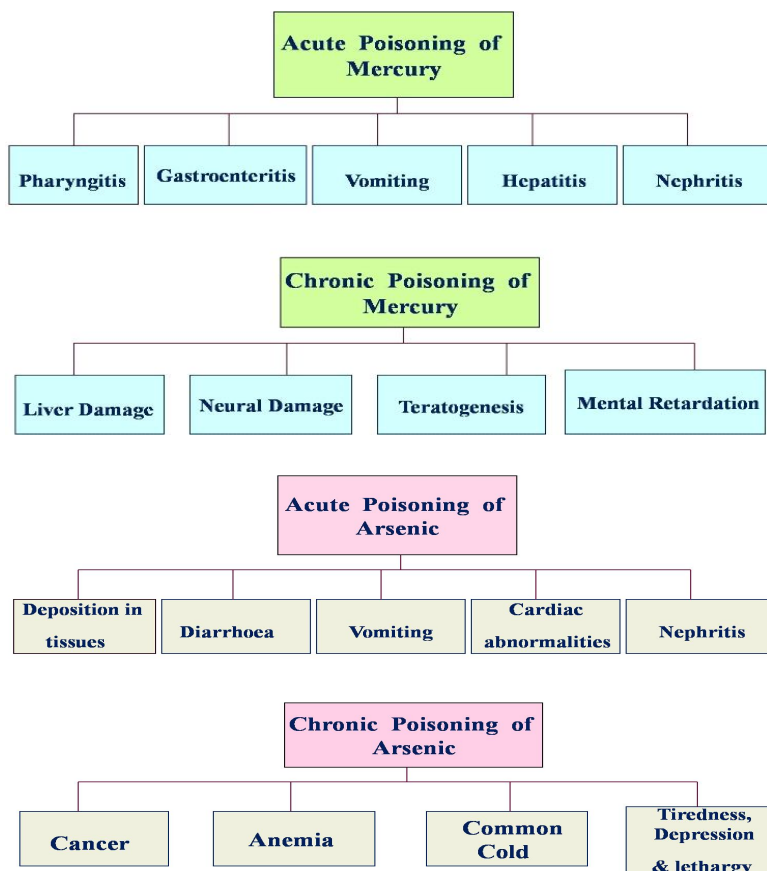 Acute Poisoning of
Mercury
Pharyngitis
Gastroenteritis
Vomiting
Hepatitis
Nephritis
Chronic Poisoning of
Mercury
Liver Damage
Neural Damage
Teratogenesis
Mental Retardation
Acute Poisoning of
Arsenic
Deposition in
tissues
Diarrhoea
Vomiting
Cardiac
abnormalities
Nephritis
Chronic Poisoning of
Arsenic
Cancer
Anemia
Common
Cold
Tiredness,
Depression
& lethargy